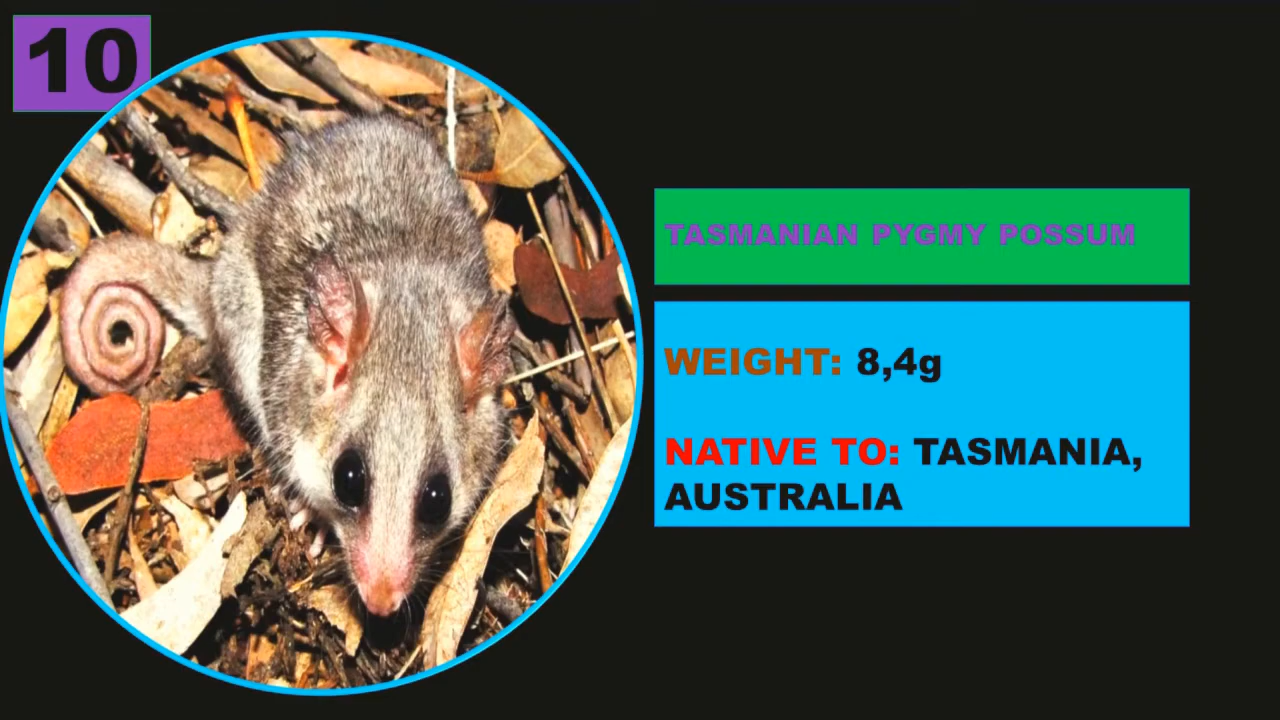 10
TASMANIAN PYGMY POSSUM
WEIGHT: 8,4g
NATIVE TO: TASMANIA,
AUSTRALIA